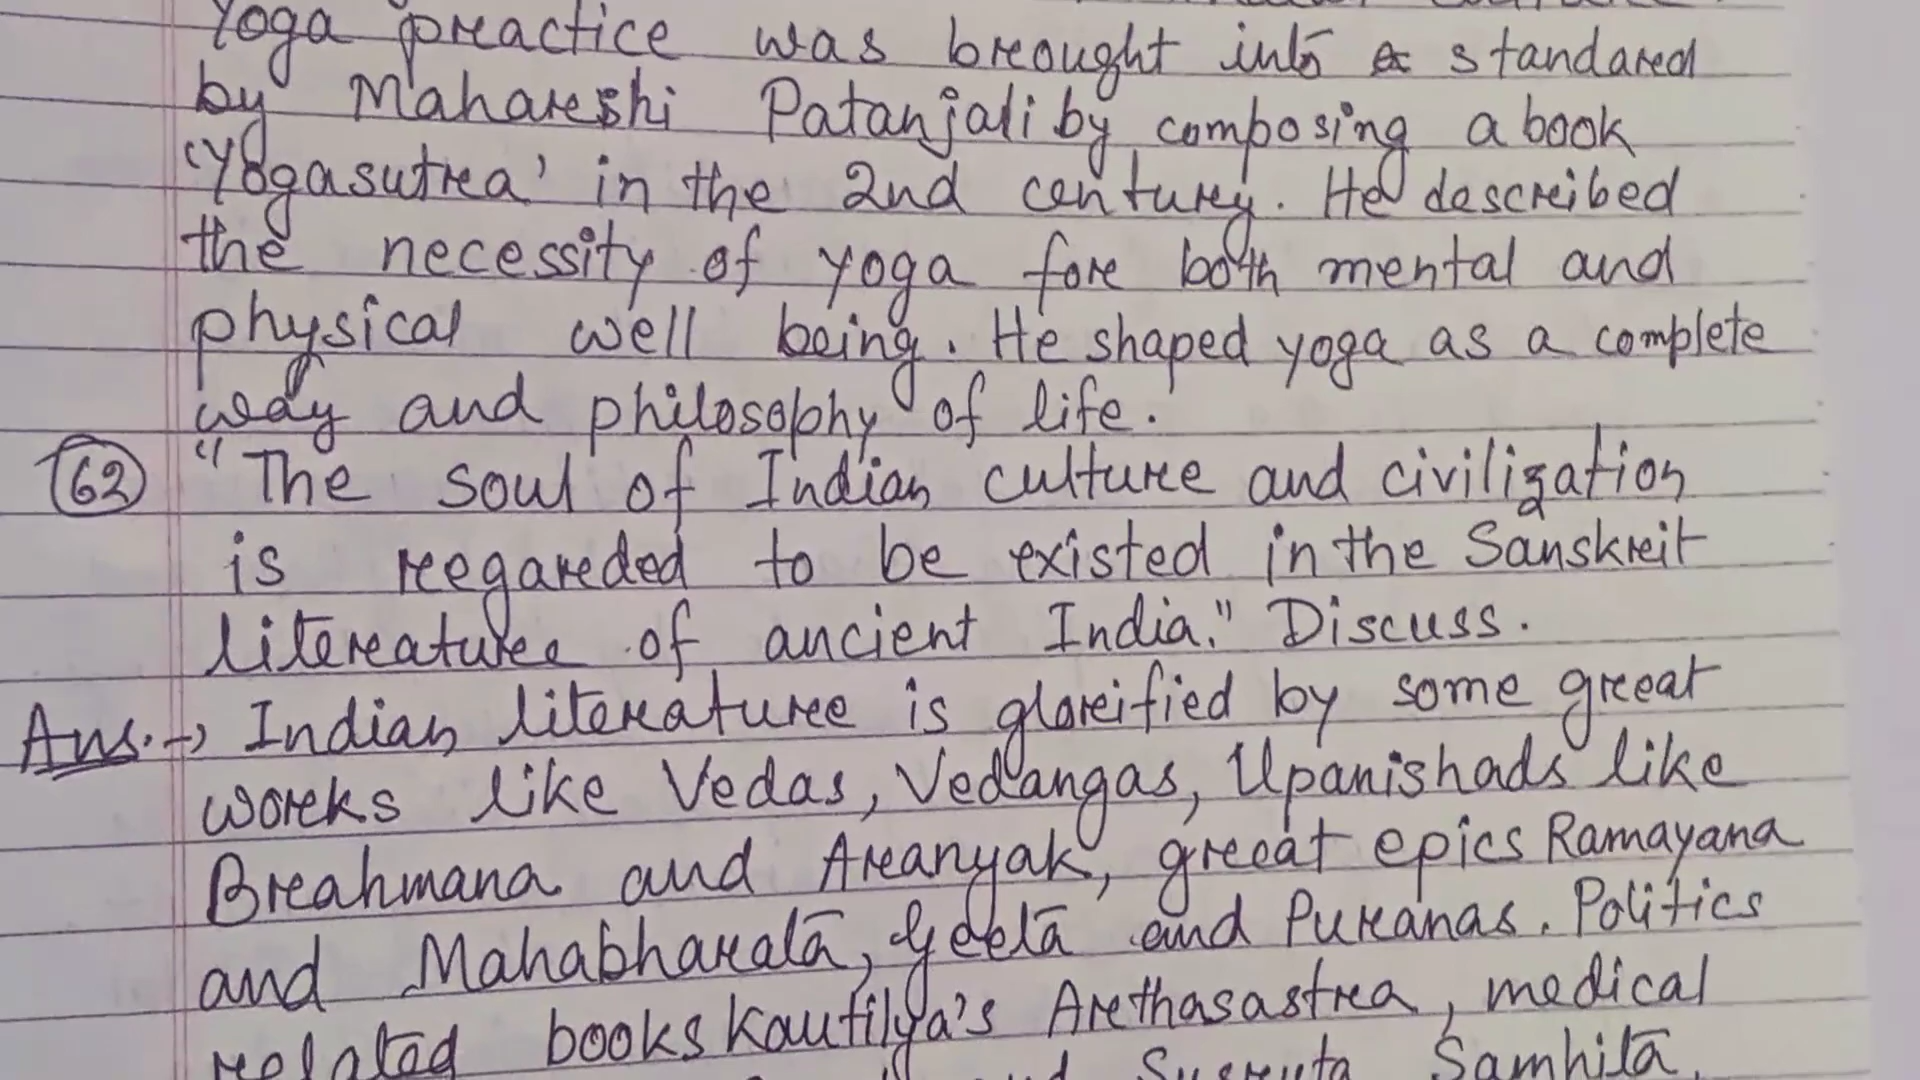 Yoga practice was brought into a standared
by Maharshi Patanjali by composing a book
'Yogasutra' in the 2nd century. He described
the necessity of yoga for both mental and
physical well being. He shaped yoga as a complete
way and philosophy of life.
62 "The soul of Indian culture and civilization
is regarded to be existed in the Sanskrit
literature of ancient India." Discuss.
Ans.→ Indian literature is glorified by some great
works like Vedas, Vedangas, Upanishads like
Brahmana and Aranyak, great epics Ramayana
and Mahabharata, Geeta and Puranas. Politics
related books Kautilya's Arthasastra, medical
Susruta Samhita,